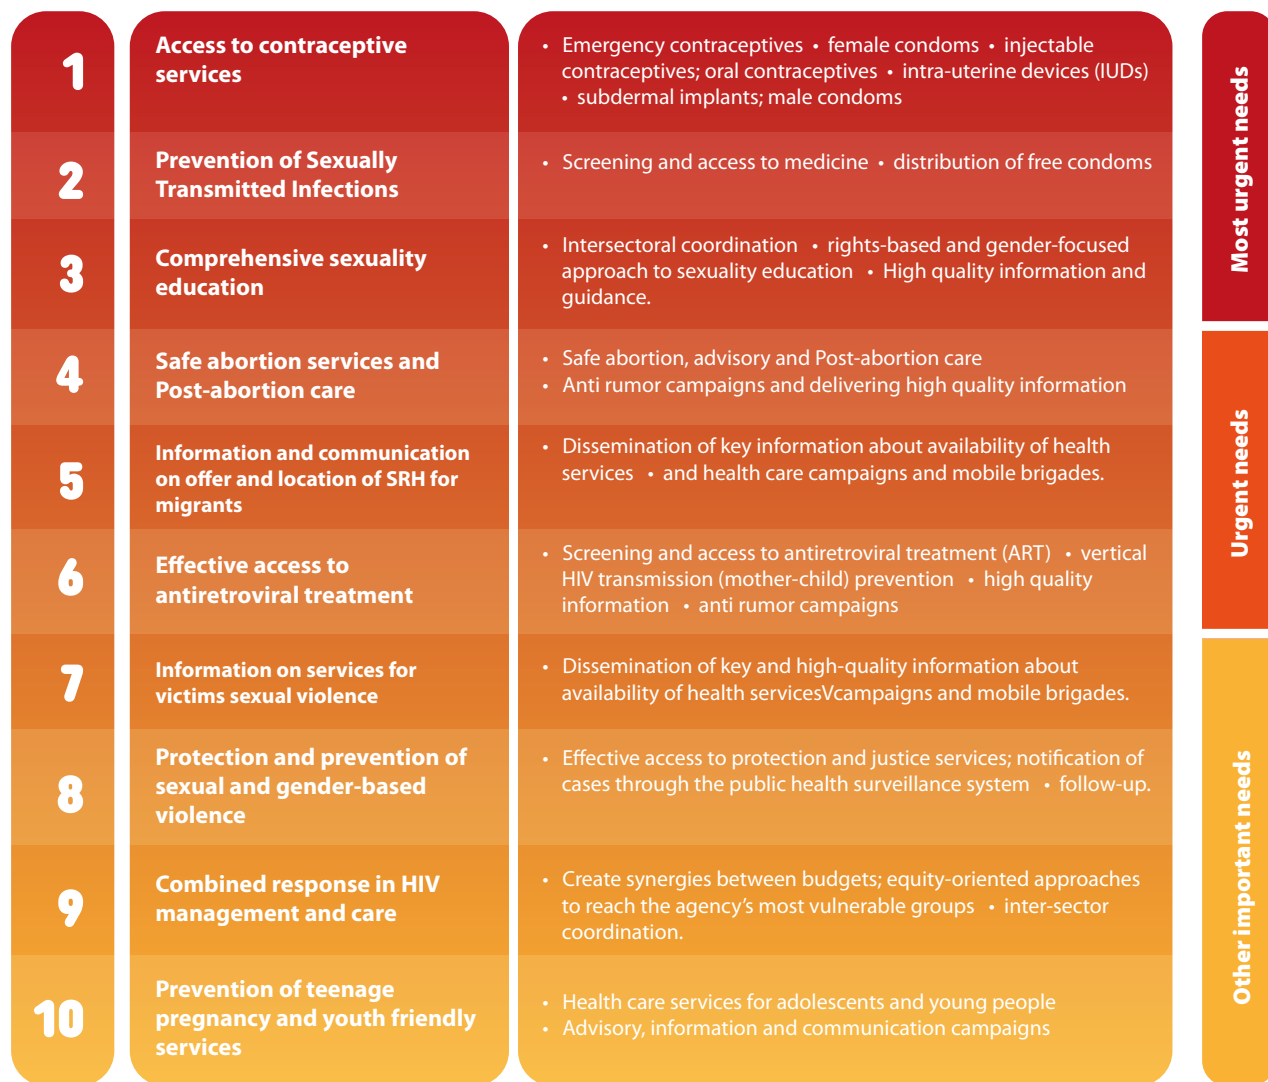 1
Access to contraceptive
services
• Emergency contraceptives • female condoms • injectable
contraceptives; oral contraceptives • intra-uterine devices (IUDs)
• subdermal implants; male condoms
2
Prevention of Sexually
Transmitted Infections
• Screening and access to medicine • distribution of free condoms
3
Comprehensive sexuality
education
• Intersectoral coordination • rights-based and gender-focused
approach to sexuality education • High quality information and
guidance.
Most urgent needs
4
Safe abortion services and
Post-abortion care
• Safe abortion, advisory and Post-abortion care
• Anti rumor campaigns and delivering high quality information
5
Information and communication
on offer and location of SRH for
migrants
• Dissemination of key information about availability of health
services • and health care campaigns and mobile brigades.
6
Effective access to
antiretroviral treatment
• Screening and access to antiretroviral treatment (ART) • vertical
HIV transmission (mother-child) prevention • high quality
information • anti rumor campaigns
Urgent needs
7
Information on services for
victims sexual violence
• Dissemination of key and high-quality information about
availability of health servicesVcampaigns and mobile brigades.
8
Protection and prevention of
sexual and gender-based
violence
• Effective access to protection and justice services; notification of
cases through the public health surveillance system • follow-up.
9
Combined response in HIV
management and care
• Create synergies between budgets; equity-oriented approaches
to reach the agency’s most vulnerable groups • inter-sector
coordination.
10
Prevention of teenage
pregnancy and youth friendly
services
• Health care services for adolescents and young people
• Advisory, information and communication campaigns
Other important needs